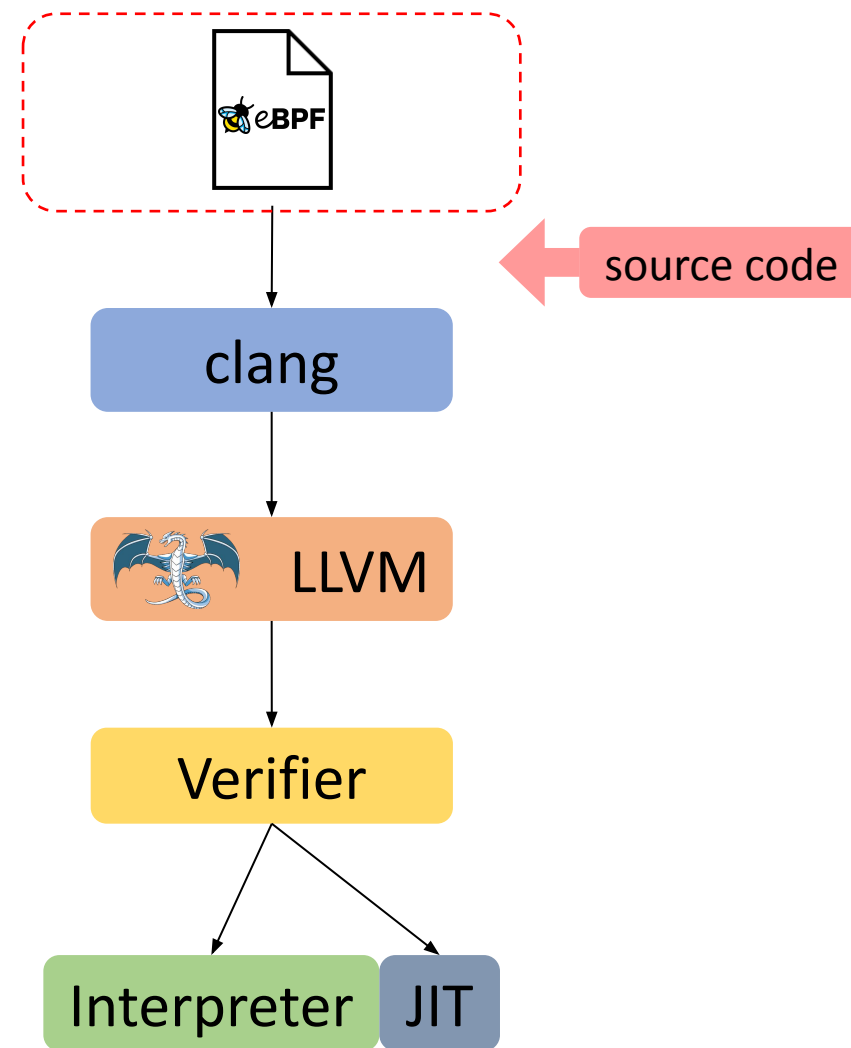 eBPF
source code
clang
LLVM
Verifier
Interpreter
JIT